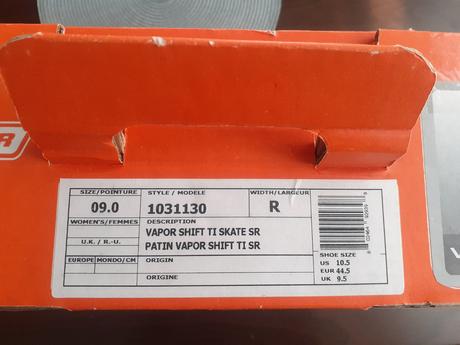 SIZE/POINTURE
09.0
WOMEN'S/FEMMES
U.K. / R.-U.
EUROPE MONDO/CM
STYLE / MODELE
1031130
WIDTH/LARGEUR
R
DESCRIPTION
VAPOR SHIFT TI SKATE SR
PATIN VAPOR SHIFT TI SR
ORIGIN
ORIGINE
SHOE SIZE
US 10.5
EUR 44.5
UK 9.5